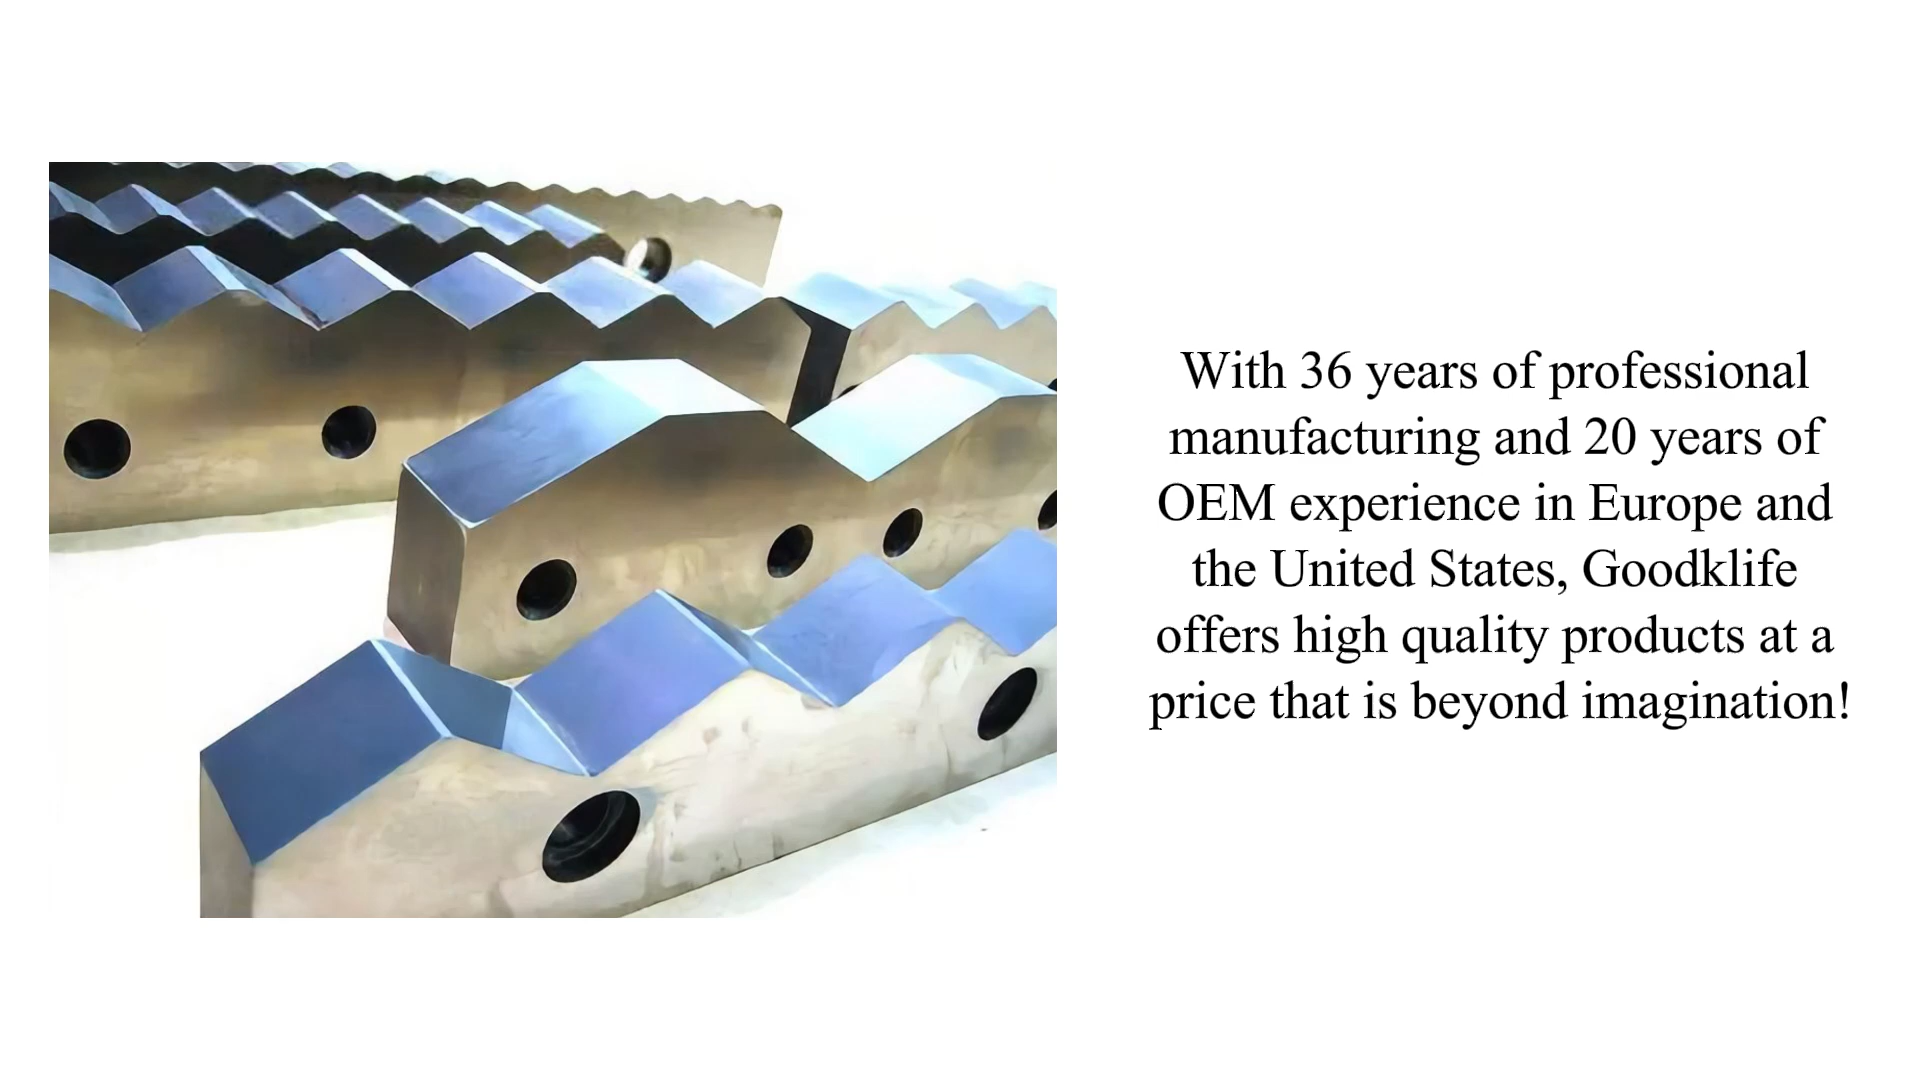 With 36 years of professional
manufacturing and 20 years of
OEM experience in Europe and
the United States, Goodklife
offers high quality products at a
price that is beyond imagination!